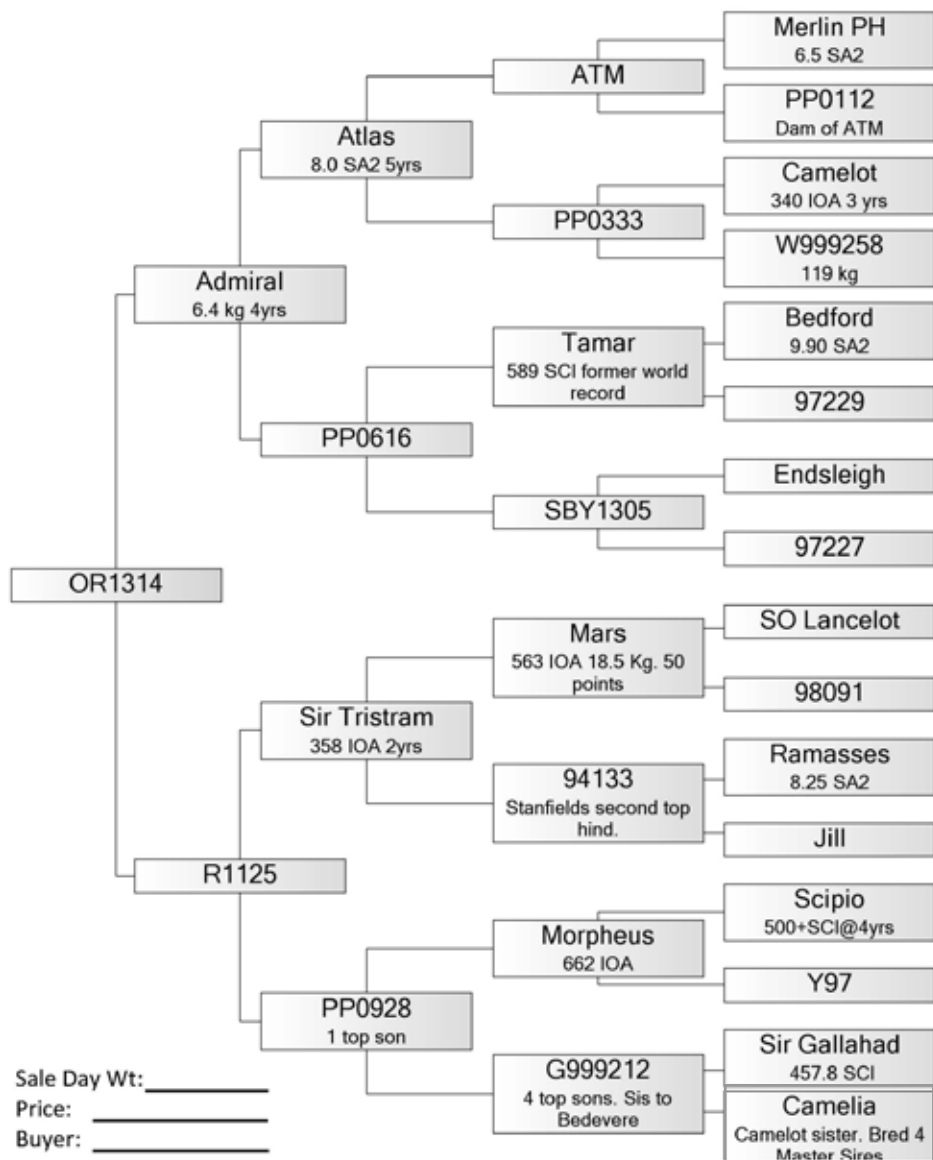 Merlin PH
6.5 SA2
ATM
PP0112
Dam of ATM
Atlas
8.0 SA2 5yrs
Camelot
340 IOA 3 yrs
PP0333
W999258
119 kg
Admiral
6.4 kg 4yrs
Bedford
9.90 SA2
Tamar
589 SCI former world
record
97229
PP0616
Endsleigh
SBY1305
97227
OR1314
SO Lancelot
Mars
563 IOA 18.5 Kg. 50
points
98091
Sir Tristram
358 IOA 2yrs
Ramasses
8.25 SA2
94133
Stanfields second top
hind.
Jill
R1125
Scipio
500+SCI@4yrs
Morpheus
662 IOA
Y97
PP0928
1 top son
Sir Gallahad
457.8 SCI
G999212
4 top sons. Sis to
Bedevere
Camelia
Camelot sister. Bred 4
Master Sires
Sale Day Wt:
Price:
Buyer: